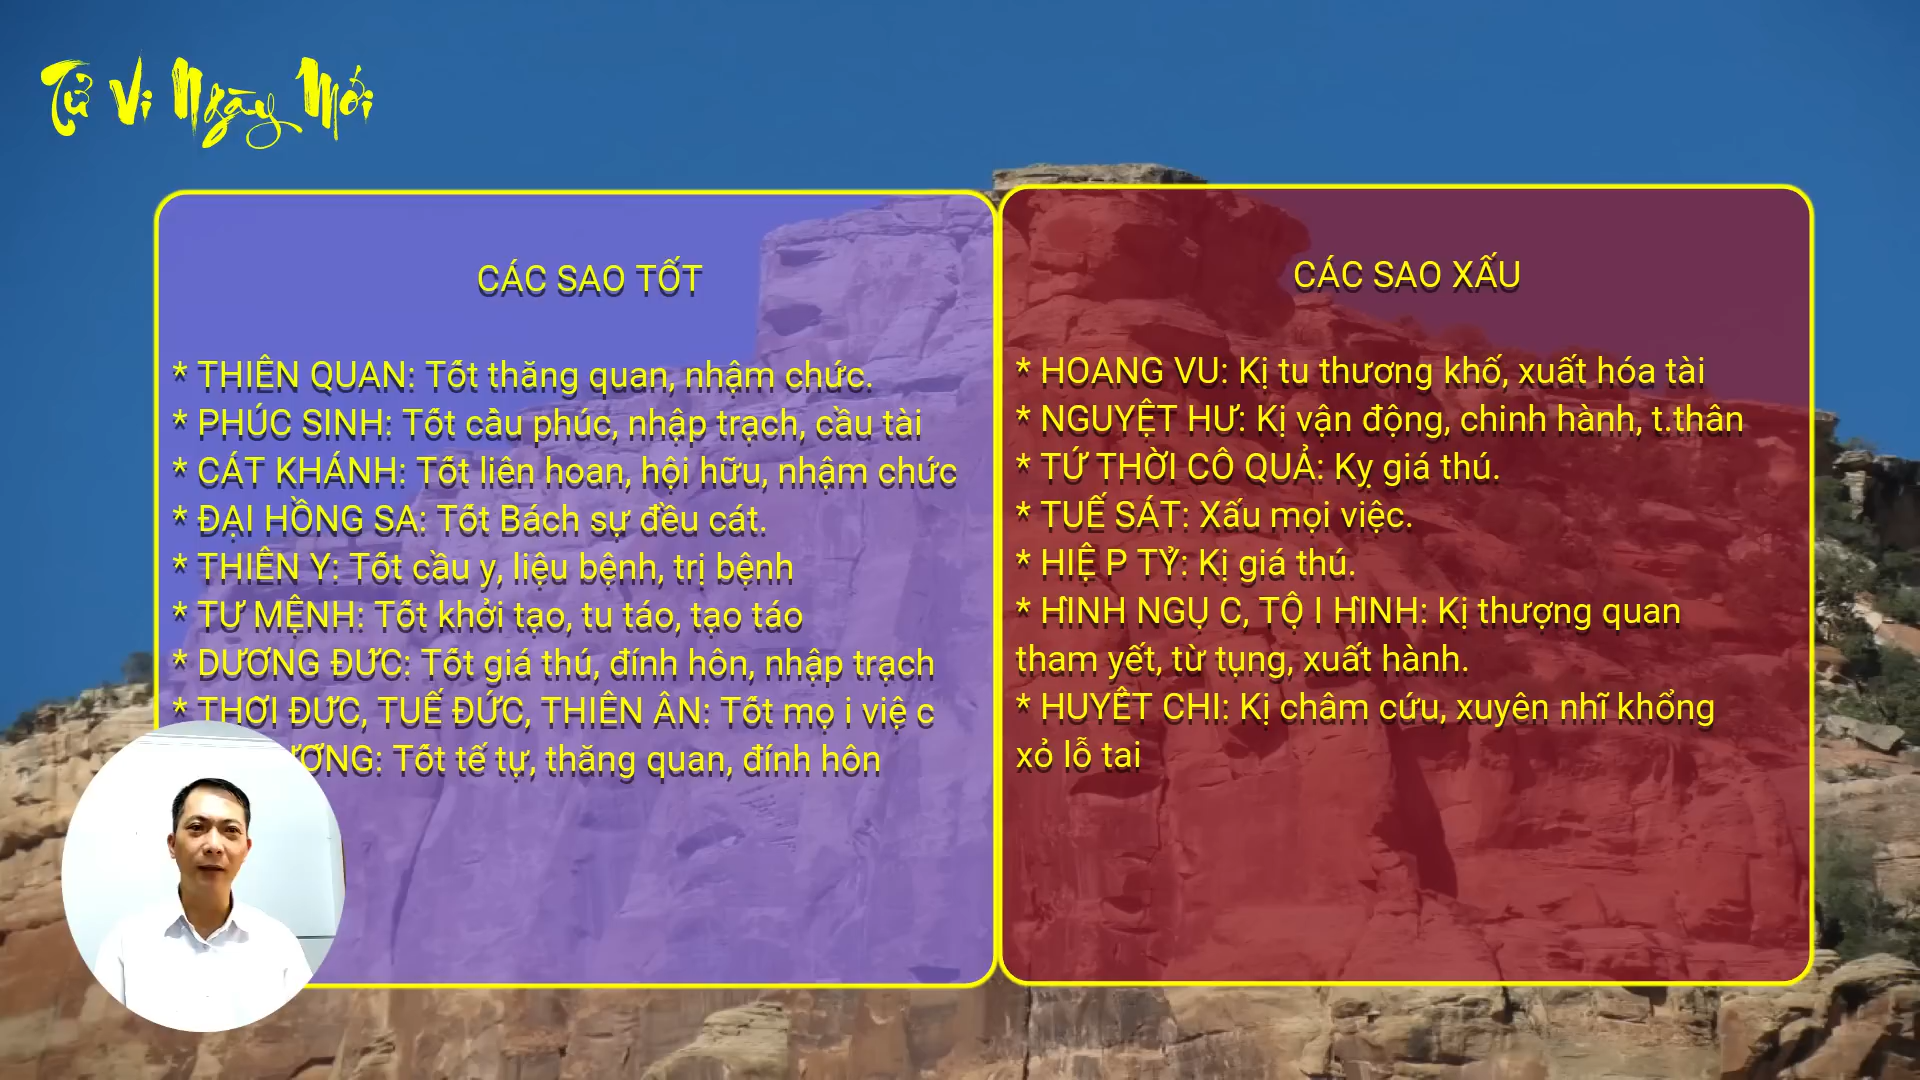 Tử Vi Ngày Mới
CÁC SAO TỐT
* THIÊN QUAN: Tốt thăng quan, nhậm chức.
* PHÚC SINH: Tốt cầu phúc, nhập trạch, cầu tài
* CÁT KHÁNH: Tốt liên hoan, hội hữu, nhậm chức
* ĐẠI HỒNG SA: Tốt Bách sự đều cát.
* THIÊN Y: Tốt cầu y, liệu bệnh, trị bệnh
* TƯ MỆNH: Tốt khởi tạo, tu táo, tạo táo
* DƯƠNG ĐỨC: Tốt giá thú, đính hôn, nhập trạch
* THỜI ĐỨC, TUẾ ĐỨC, THIÊN ÂN: Tốt mọ i việ c
ƯƠNG: Tốt tế tự, thăng quan, đính hôn
CÁC SAO XẤU
* HOANG VU: Kị tu thương khố, xuất hóa tài
* NGUYỆT HƯ: Kị vận động, chinh hành, t.thân
* TỨ THỜI CÔ QUẢ: Kỵ giá thú.
* TUẾ SÁT: Xấu mọi việc.
* HIỆ P TỶ: Kị giá thú.
* HÌNH NGỤ C, TỘ I HÌNH: Kị thượng quan
tham yết, từ tụng, xuất hành.
* HUYẾT CHI: Kị châm cứu, xuyên nhĩ khổng
xỏ lỗ tai